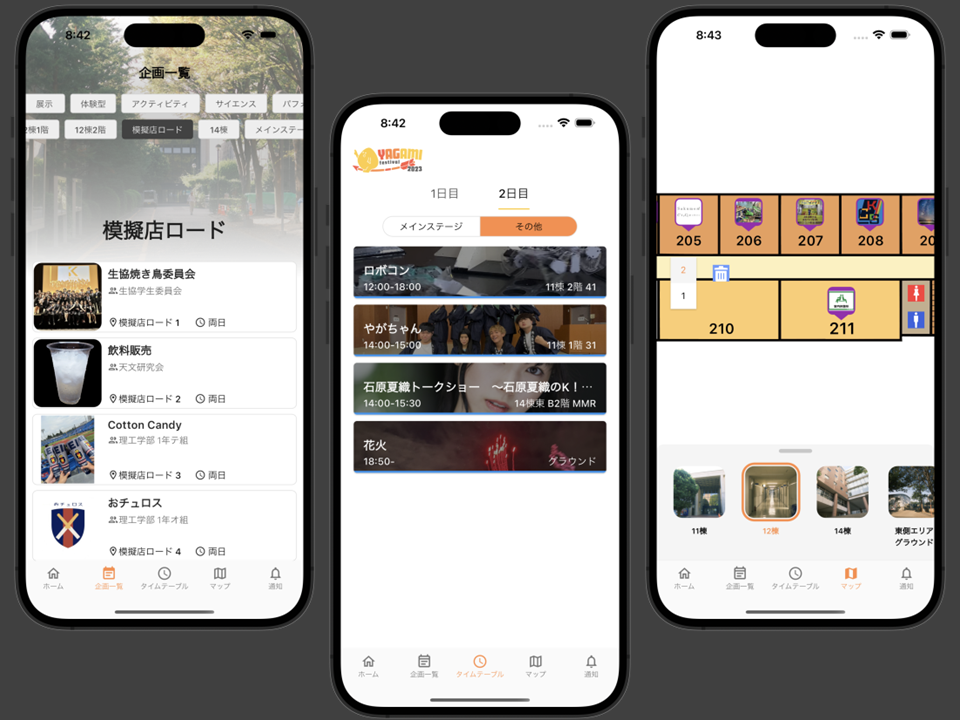 8:42
企画一覧
展示
体験型
アクティビティ
サイエンス
パフォ
12棟1階
12棟2階
模擬店ロード
14棟
メインステー
模擬店ロード
生協焼き鳥委員会
生協学生委員会
模擬店ロード 1
両日
飲料販売
天文研究会
模擬店ロード 2
両日
Cotton Candy
理工学部 1年テ組
模擬店ロード 3
両日
おチュロス
おチュロス
理工学部 1年オ組
模擬店ロード 4
両日
ホーム
企画一覧
タイムテーブル
マップ
通知
8:42
YAGAMI
festival
2023
1日目
2日目
メインステージ
その他
ロボコン
12:00-18:00
11棟 2階 41
やがちゃん
14:00-15:00
11棟 1階 31
石原夏織トークショー ～石原夏織のK！…
14:00-15:30
14棟東 B2階 MMR
花火
18:50-
グラウンド
ホーム
企画一覧
タイムテーブル
マップ
通知
8:43
205
206
207
208
20
2
1
210
211
11棟
12棟
14棟
東側エリア
グラウンド
ホーム
企画一覧
タイムテーブル
マップ
通知